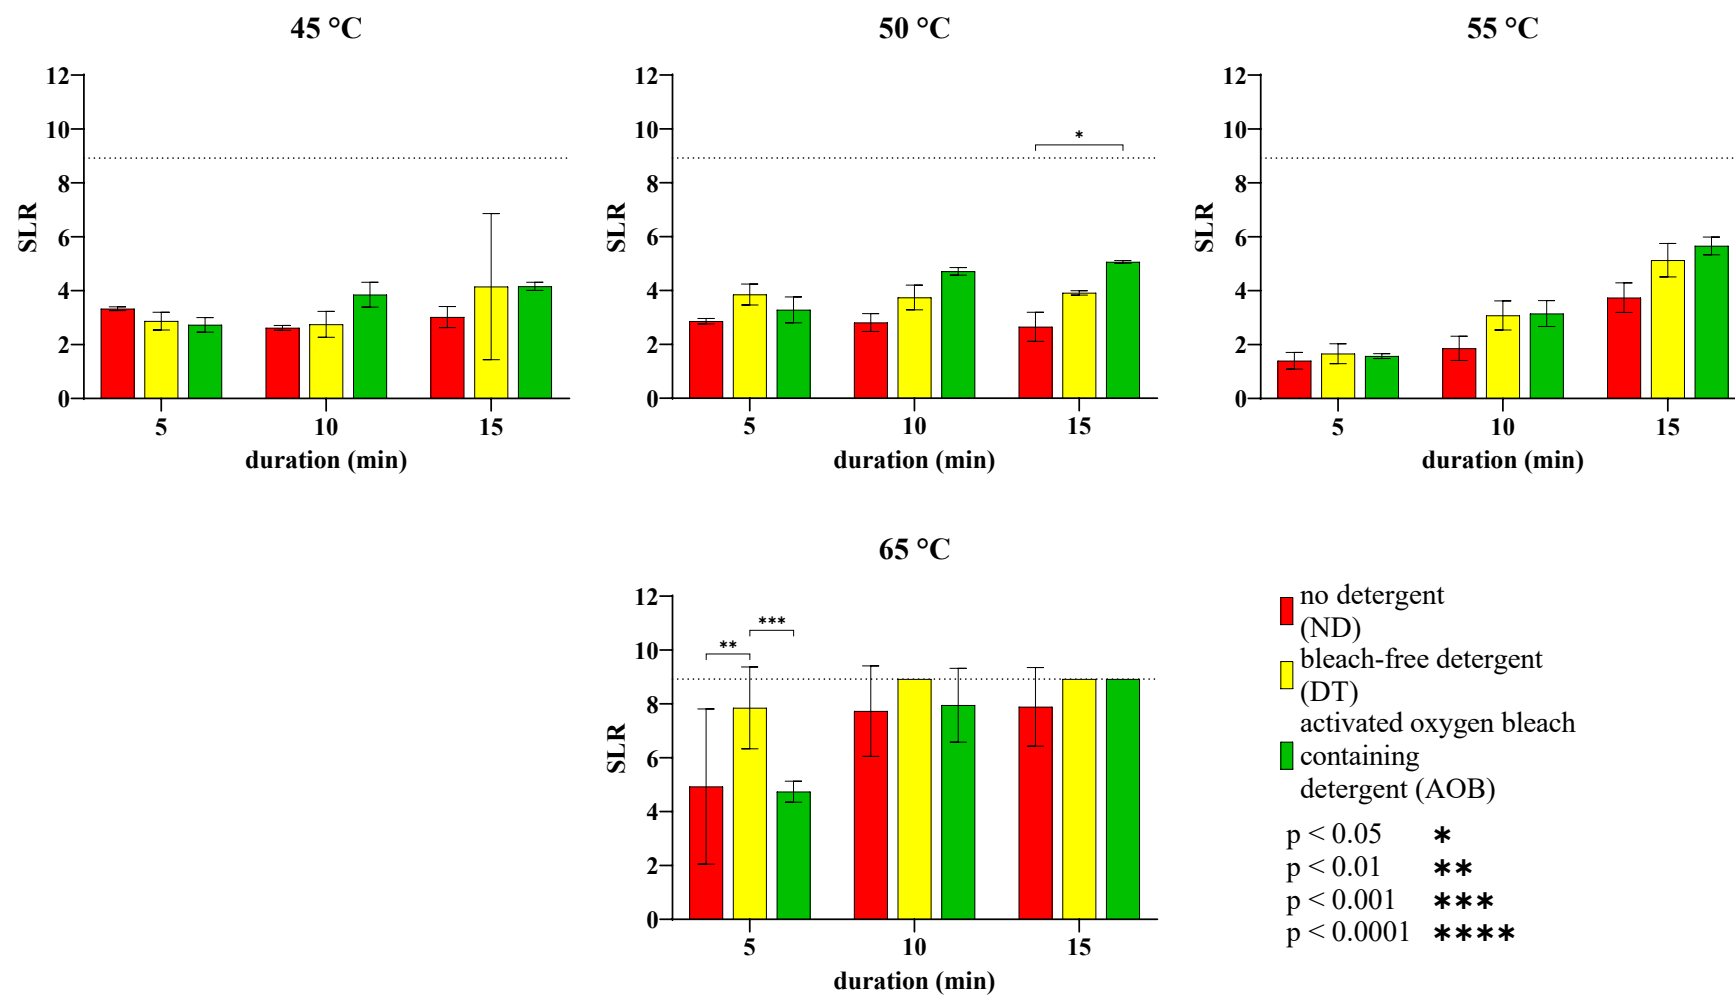 45 °C
12
10
8
6
4
2
0
SLR
5
10
15
duration (min)
50 °C
12
10
8
6
4
2
0
SLR
*
5
10
15
duration (min)
55 °C
12
10
8
6
4
2
0
SLR
5
10
15
duration (min)
65 °C
12
10
8
6
4
2
0
SLR
**
***
5
10
15
duration (min)
no detergent
(ND)
bleach-free detergent
(DT)
activated oxygen bleach
containing
detergent (AOB)
p < 0.05 *
p < 0.01 **
p < 0.001 ***
p < 0.0001 ****